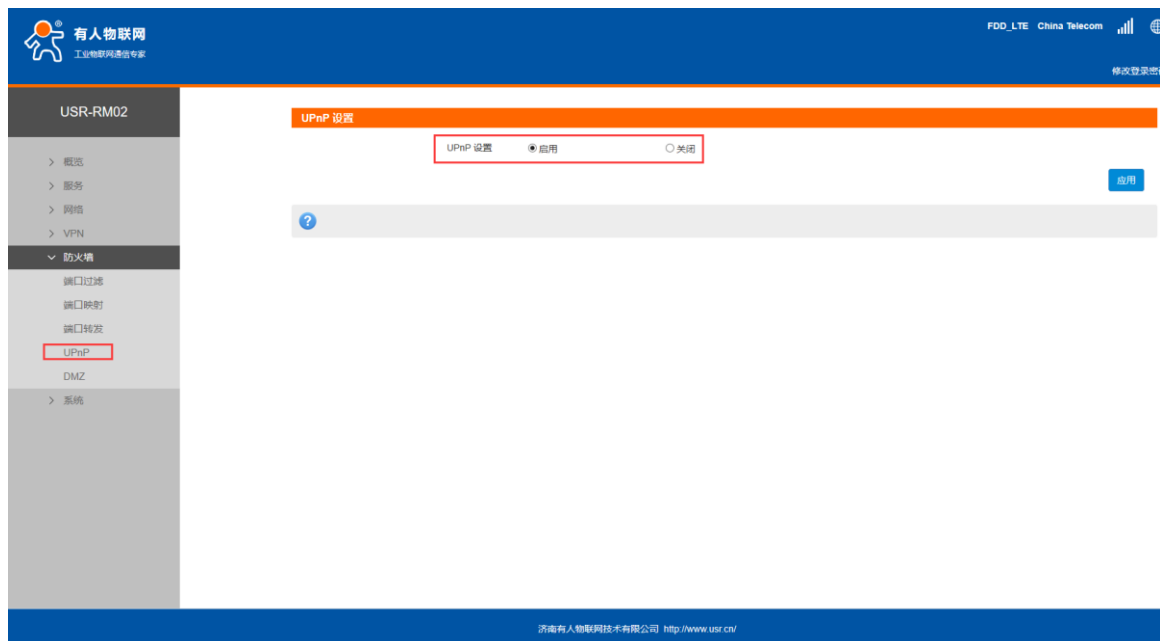 有人物联网
®
工业物联网通信专家
FDD_LTE China Telecom
修改登录密码
USR-RM02
概览
服务
网络
VPN
防火墙
端口过滤
端口映射
端口转发
UPnP
DMZ
系统
UPnP 设置
UPnP 设置 启用 关闭
应用
?
济南有人物联网技术有限公司 http://www.usr.cn/